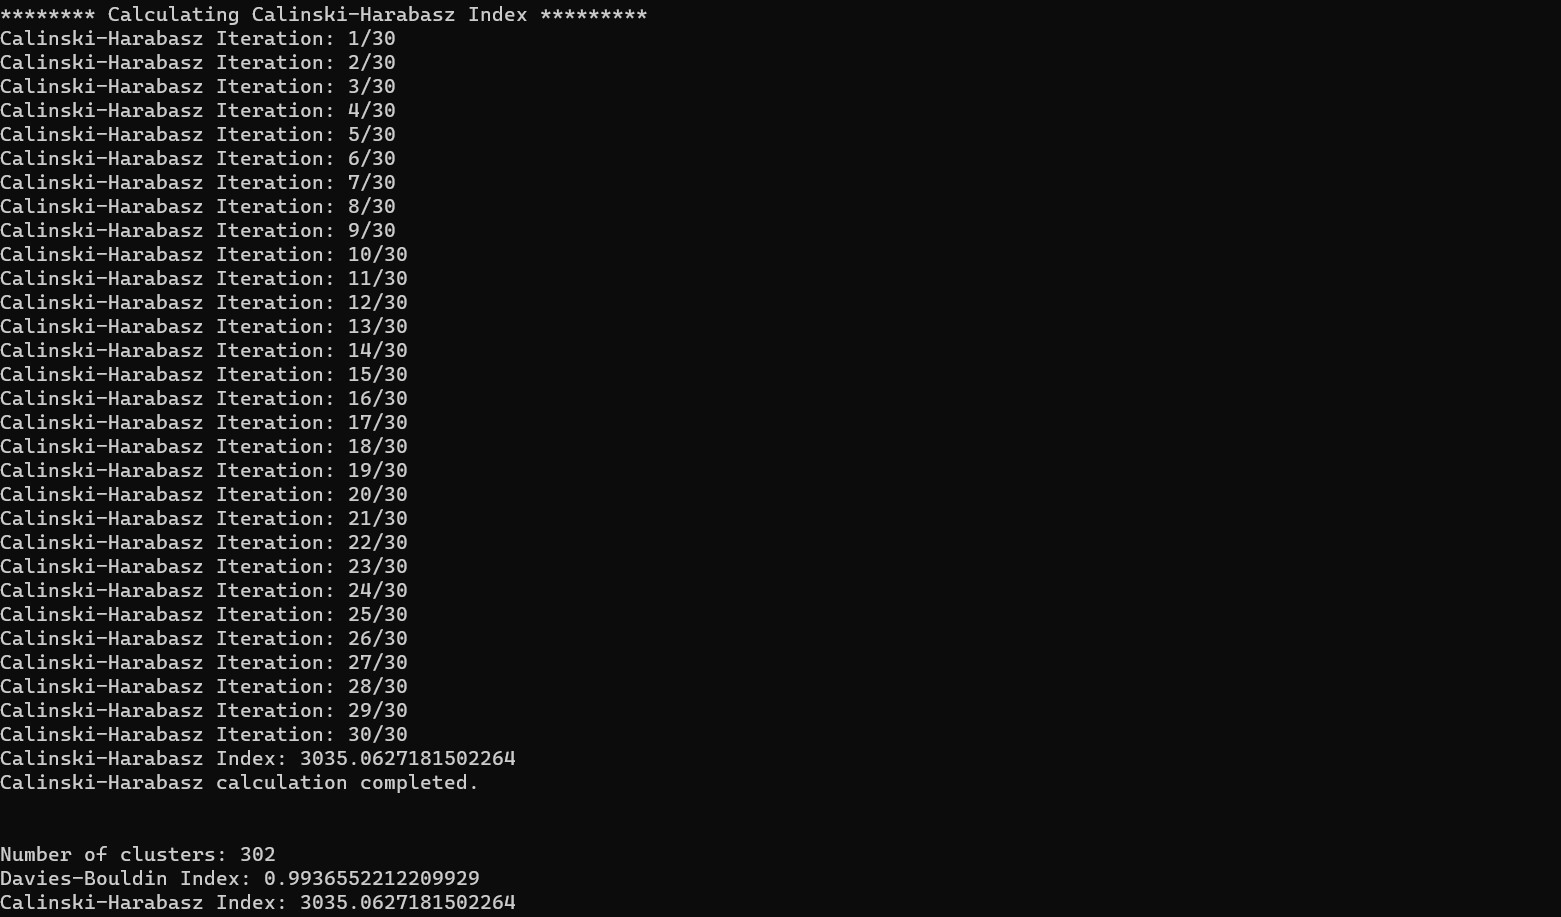 ******** Calculating Calinski-Harabasz Index *********
Calinski-Harabasz Iteration: 1/30
Calinski-Harabasz Iteration: 2/30
Calinski-Harabasz Iteration: 3/30
Calinski-Harabasz Iteration: 4/30
Calinski-Harabasz Iteration: 5/30
Calinski-Harabasz Iteration: 6/30
Calinski-Harabasz Iteration: 7/30
Calinski-Harabasz Iteration: 8/30
Calinski-Harabasz Iteration: 9/30
Calinski-Harabasz Iteration: 10/30
Calinski-Harabasz Iteration: 11/30
Calinski-Harabasz Iteration: 12/30
Calinski-Harabasz Iteration: 13/30
Calinski-Harabasz Iteration: 14/30
Calinski-Harabasz Iteration: 15/30
Calinski-Harabasz Iteration: 16/30
Calinski-Harabasz Iteration: 17/30
Calinski-Harabasz Iteration: 18/30
Calinski-Harabasz Iteration: 19/30
Calinski-Harabasz Iteration: 20/30
Calinski-Harabasz Iteration: 21/30
Calinski-Harabasz Iteration: 22/30
Calinski-Harabasz Iteration: 23/30
Calinski-Harabasz Iteration: 24/30
Calinski-Harabasz Iteration: 25/30
Calinski-Harabasz Iteration: 26/30
Calinski-Harabasz Iteration: 27/30
Calinski-Harabasz Iteration: 28/30
Calinski-Harabasz Iteration: 29/30
Calinski-Harabasz Iteration: 30/30
Calinski-Harabasz Index: 3035.0627181502264
Calinski-Harabasz calculation completed.
Number of clusters: 302
Davies-Bouldin Index: 0.9936552212209929
Calinski-Harabasz Index: 3035.0627181502264